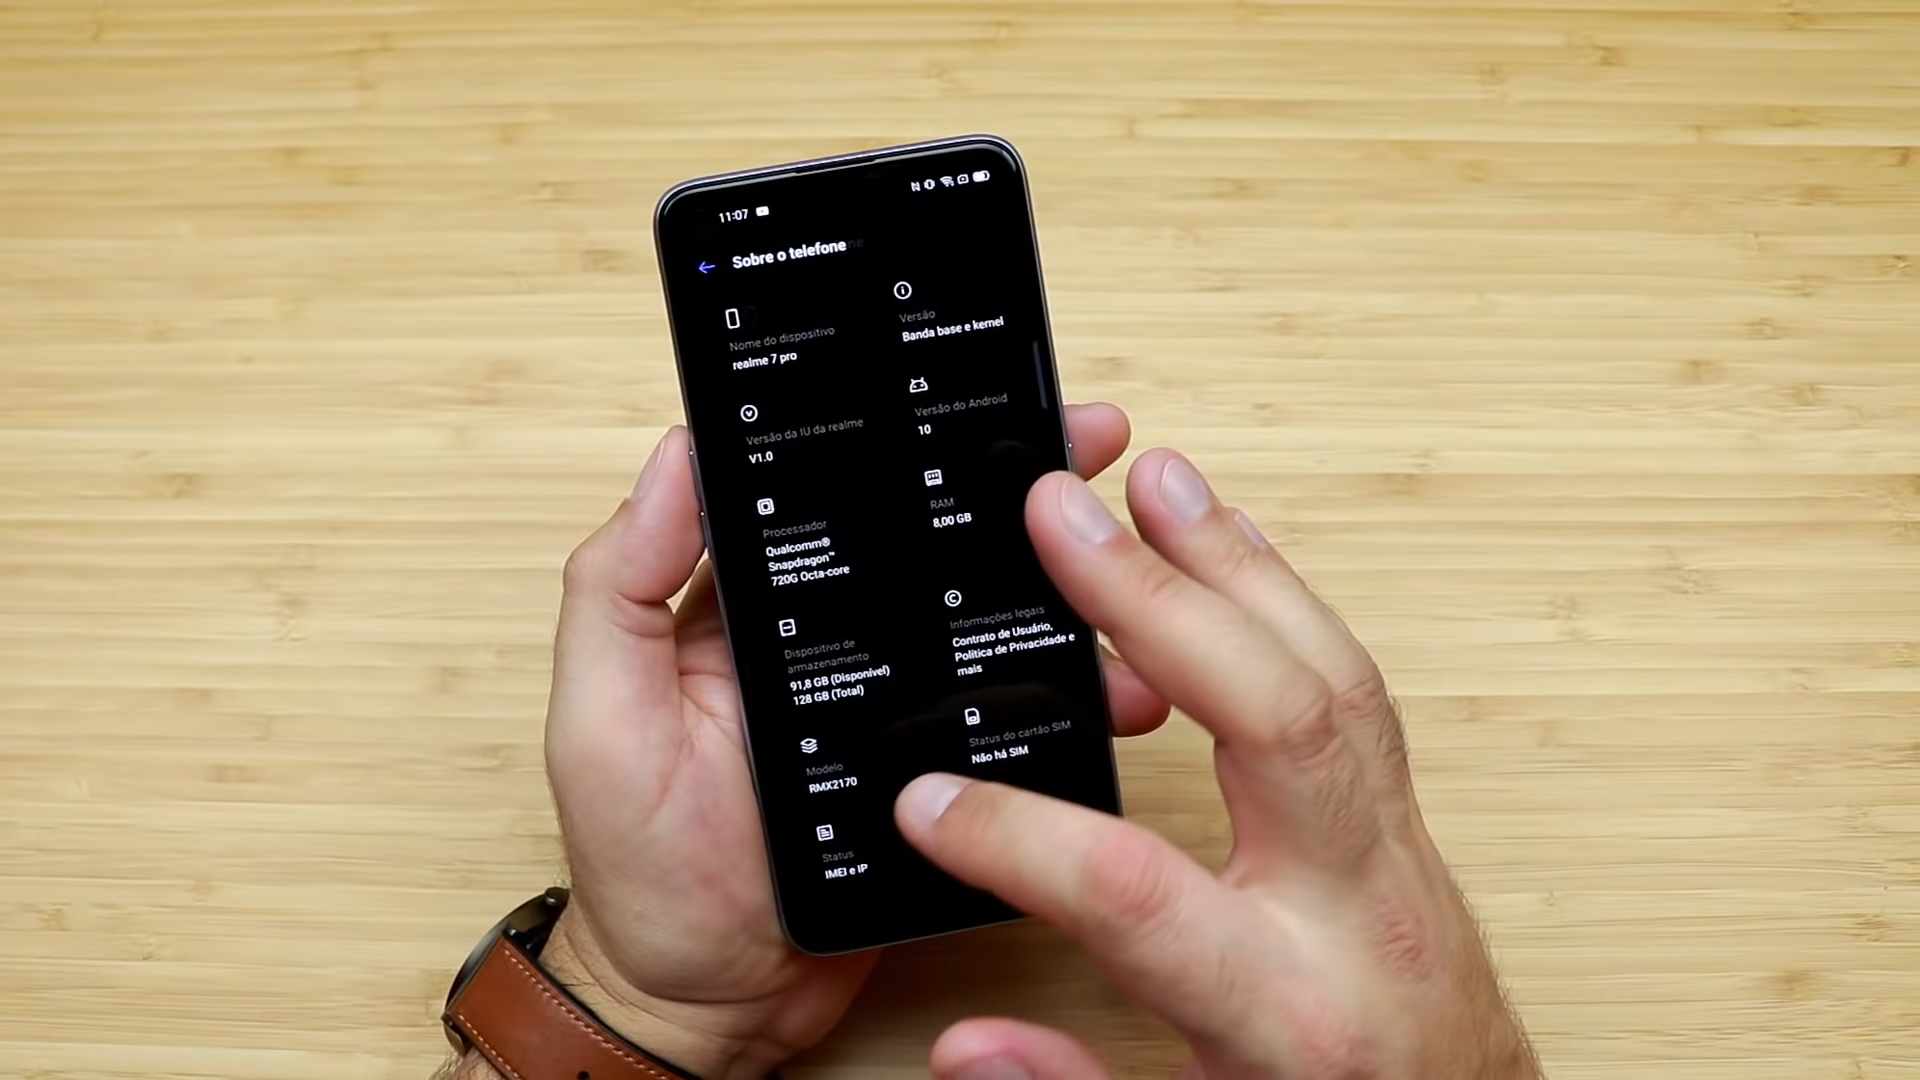 11:07
Sobre o telefone
Nome do dispositivo
realme 7 pro
Versão
Banda base e kernel
Versão da IU da realme
V1.0
Versão do Android
10
Processador
Qualcomm®
Snapdragon™
720G Octa-core
RAM
8,00 GB
Dispositivo de
armazenamento
91,8 GB (Disponível)
128 GB (Total)
Informações legais
Contrato de Usuário,
Política de Privacidade e
mais
Modelo
RMX2170
Status do cartão SIM
Não há SIM
Status
IMEI e IP